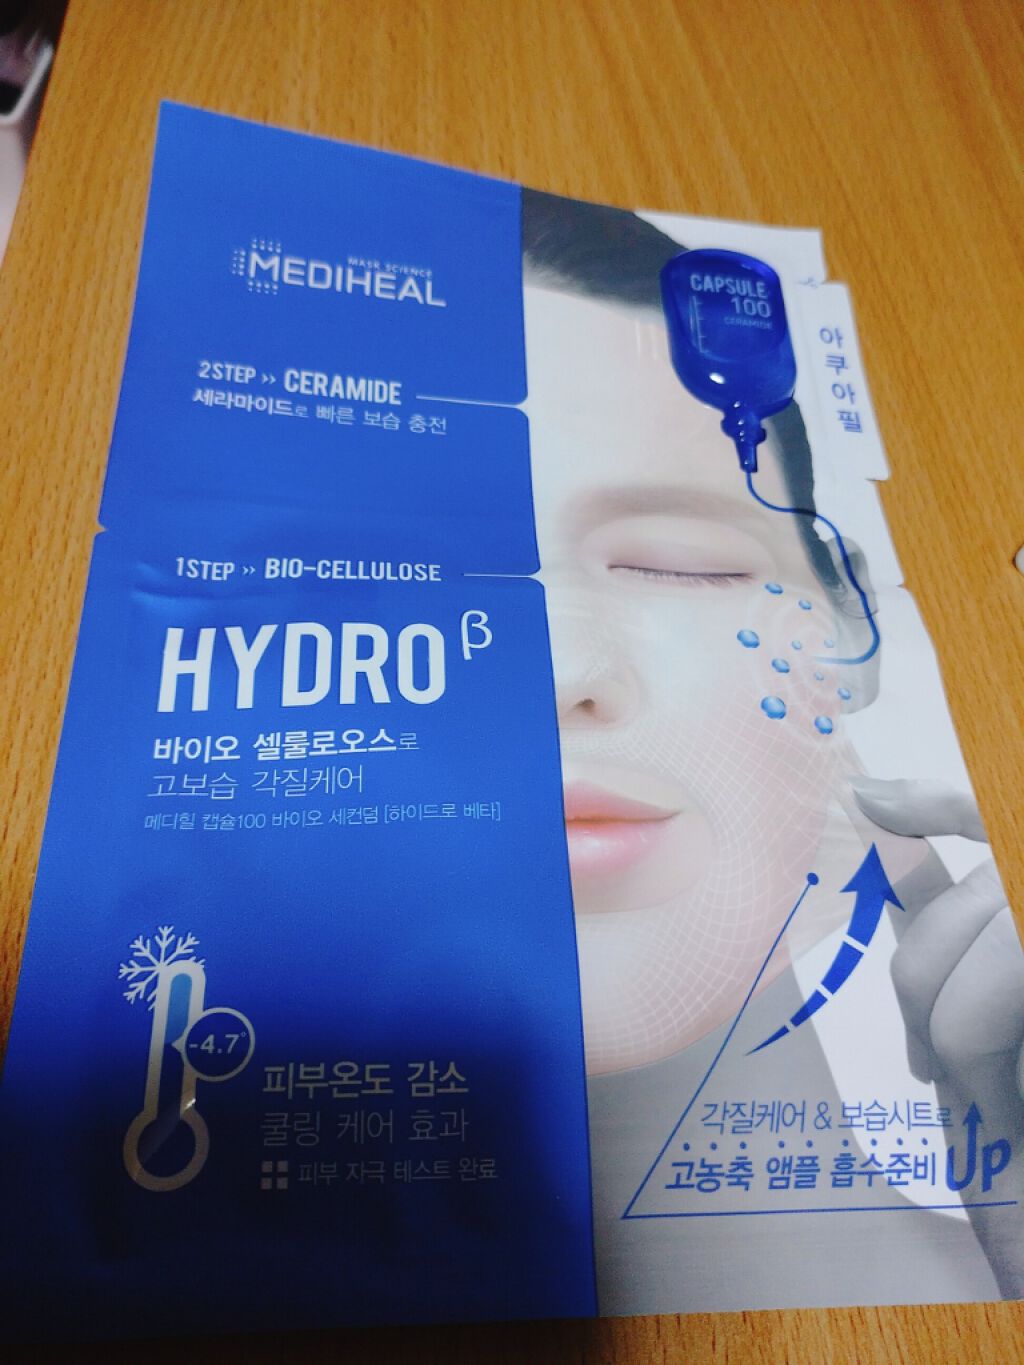 MASK SCIENCE
MEDIHEAL
2STEP ›› CERAMIDE
세라마이드로 빠른 보습 충전
1STEP ›› BIO-CELLULOSE
HYDRO β
바이오 셀룰로오스로
고보습 각질케어
메디힐 캡슐100 바이오 세컨덤 [하이드로 베타]
-4.7°
피부온도 감소
쿨링 케어 효과
피부 자극 테스트 완료
CAPSULE
100
CERAMIDE
아쿠아필
각질케어 & 보습시트로
고농축 앰플 흡수준비 UP